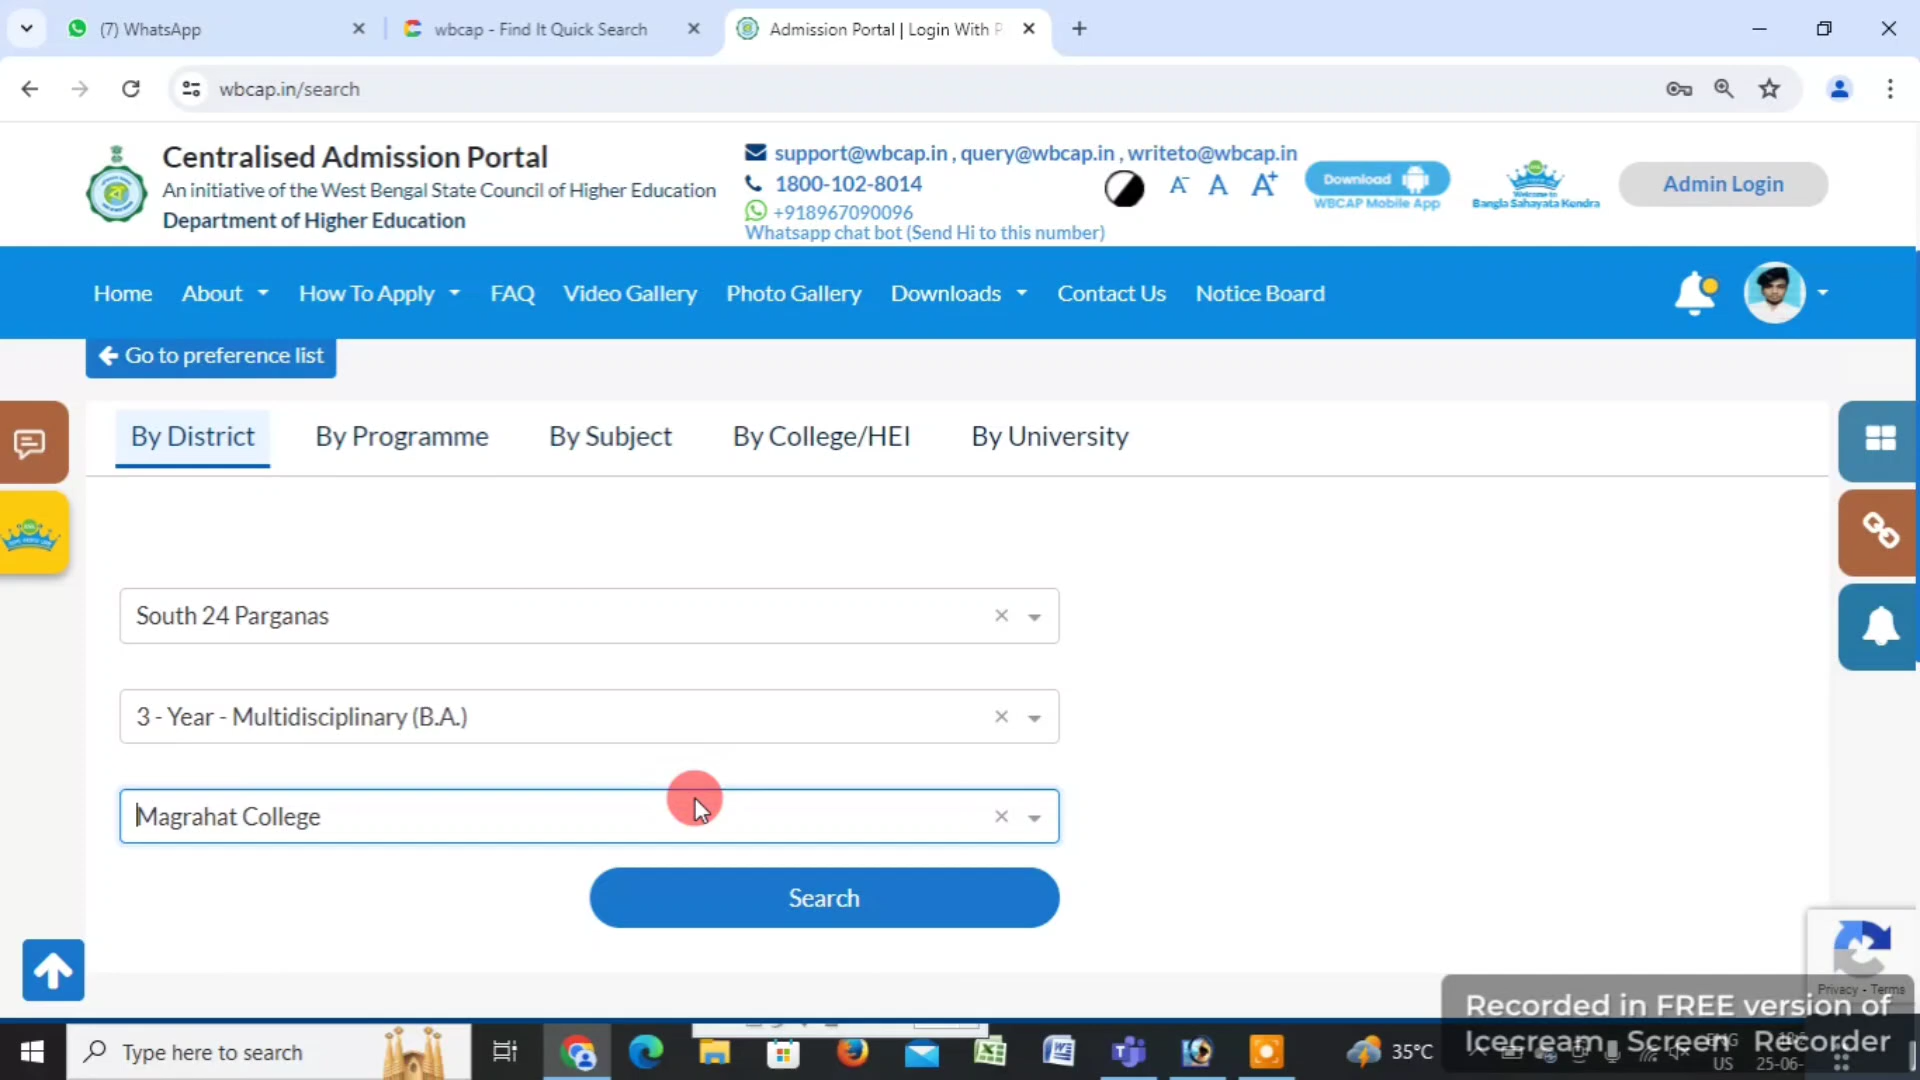 (7) WhatsApp
wbcap - Find It Quick Search
Admission Portal | Login With P
wbcap.in/search
Centralised Admission Portal
An initiative of the West Bengal State Council of Higher Education
Department of Higher Education
support@wbcap.in , query@wbcap.in , writeto@wbcap.in
1800-102-8014
+918967090096
Whatsapp chat bot (Send Hi to this number)
A- A A+
Download
WBCAP Mobile App
Welcome to
Bangla Sahayata Kendra
Admin Login
Home About How To Apply FAQ Video Gallery Photo Gallery Downloads Contact Us Notice Board
Go to preference list
By District By Programme By Subject By College/HEI By University
South 24 Parganas
3 - Year - Multidisciplinary (B.A.)
Magrahat College
Search
Privacy - Terms
Recorded in FREE version of
Icecream Screen Recorder
Type here to search
35°C
ENG
US
25-06-